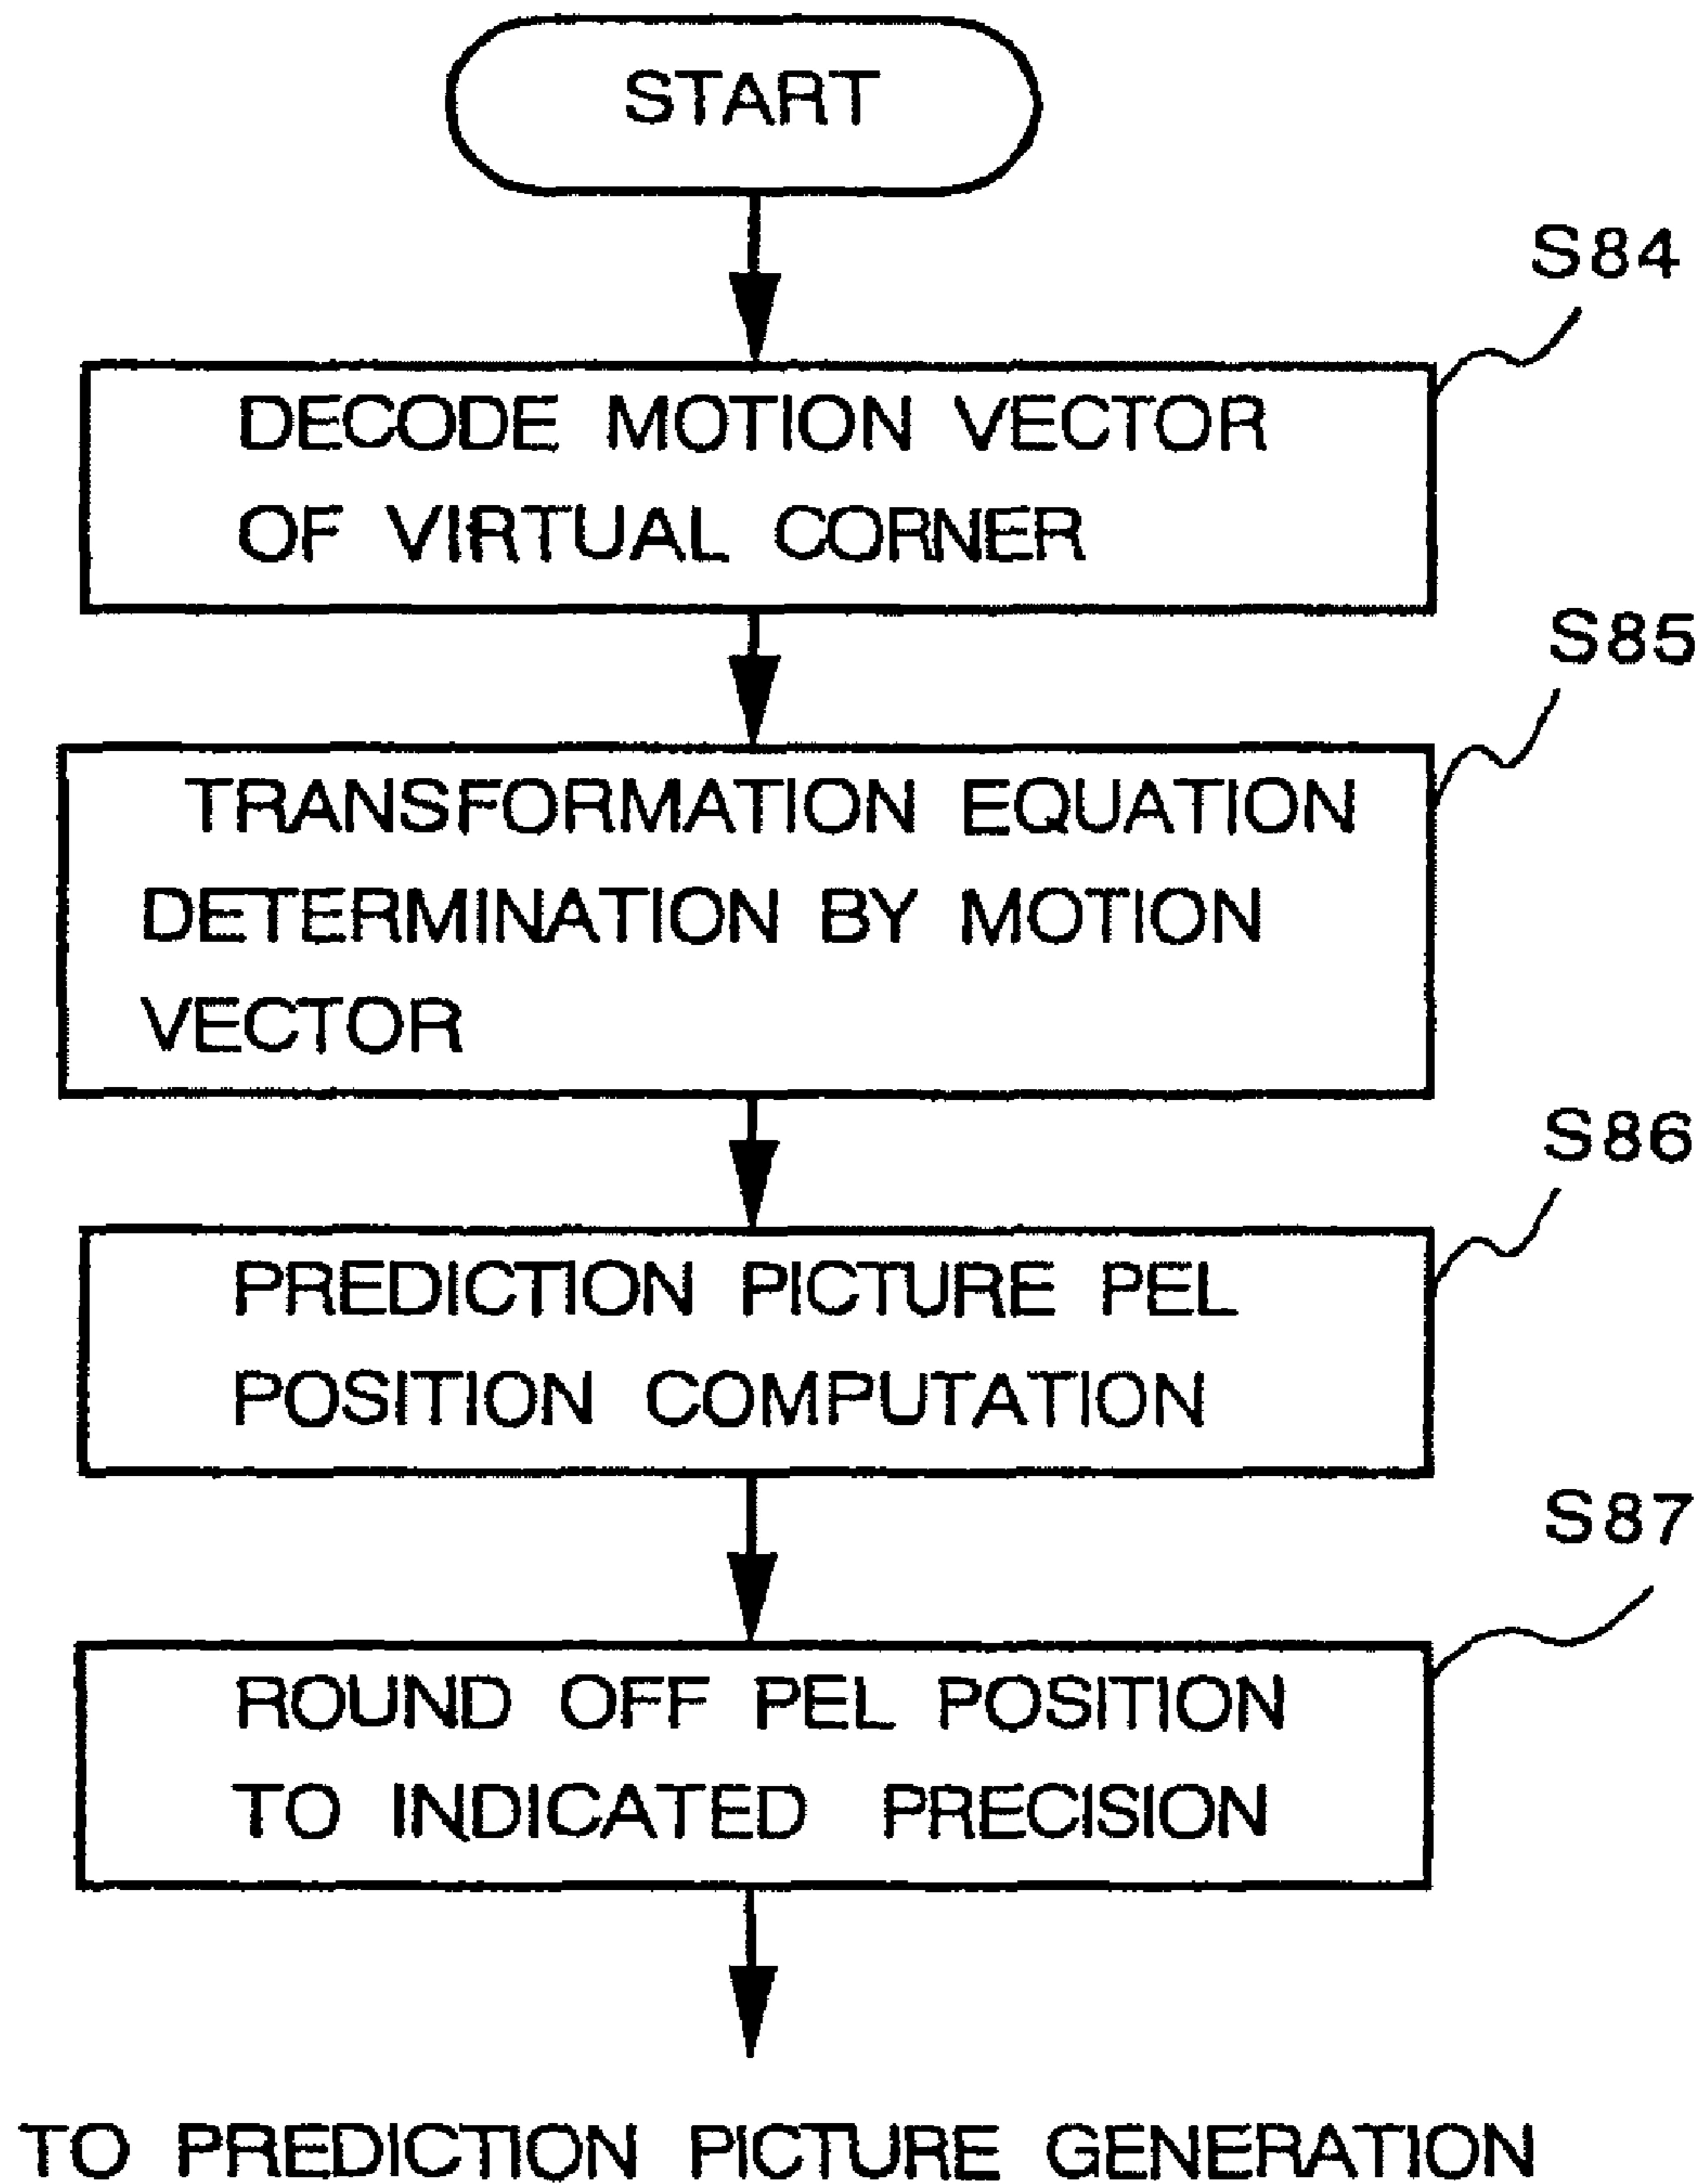 START
S84
DECODE MOTION VECTOR
OF VIRTUAL CORNER
S85
TRANSFORMATION EQUATION
DETERMINATION BY MOTION
VECTOR
S86
PREDICTION PICTURE PEL
POSITION COMPUTATION
S87
ROUND OFF PEL POSITION
TO INDICATED PRECISION
TO PREDICTION PICTURE GENERATION